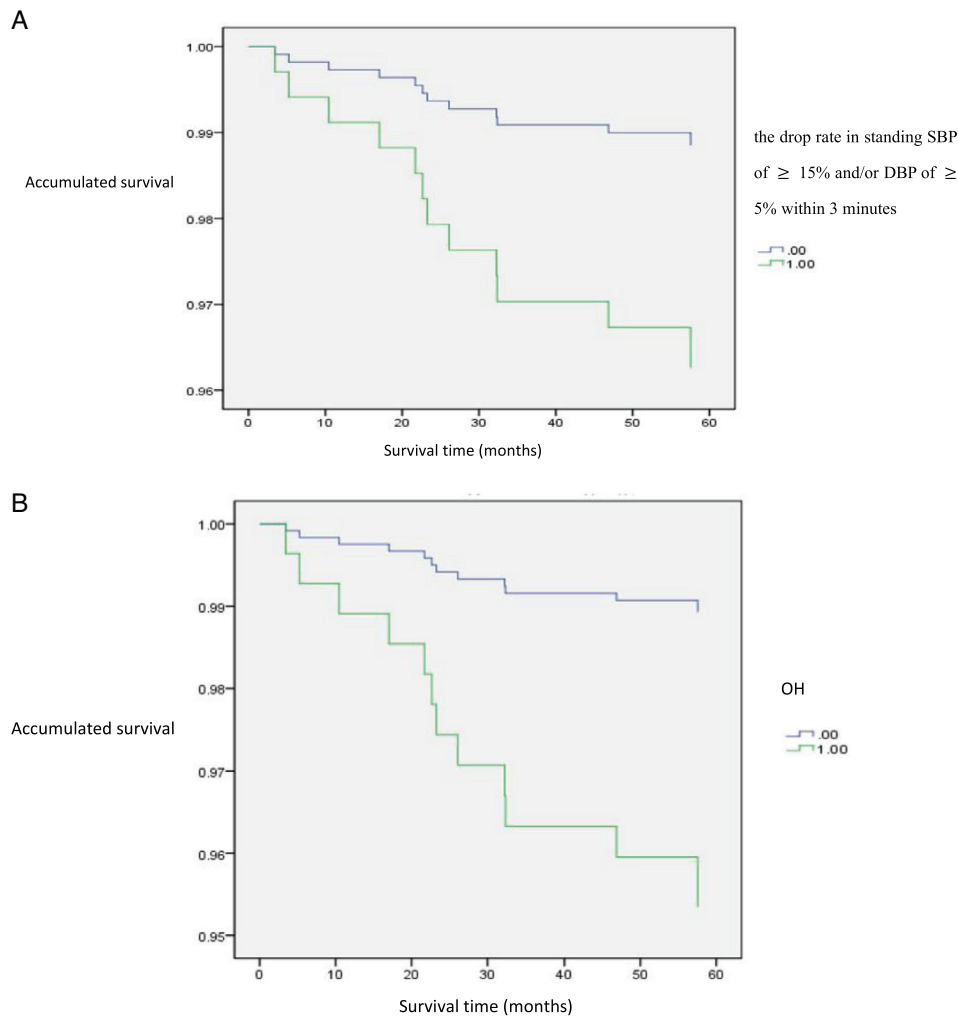 A
1.00
0.99
0.98
0.97
0.96
Accumulated survival
0 10 20 30 40 50 60
Survival time (months)
the drop rate in standing SBP
of ≥ 15% and/or DBP of ≥
5% within 3 minutes
.00
1.00
B
1.00
0.99
0.98
0.97
0.96
0.95
Accumulated survival
0 10 20 30 40 50 60
Survival time (months)
OH
.00
1.00